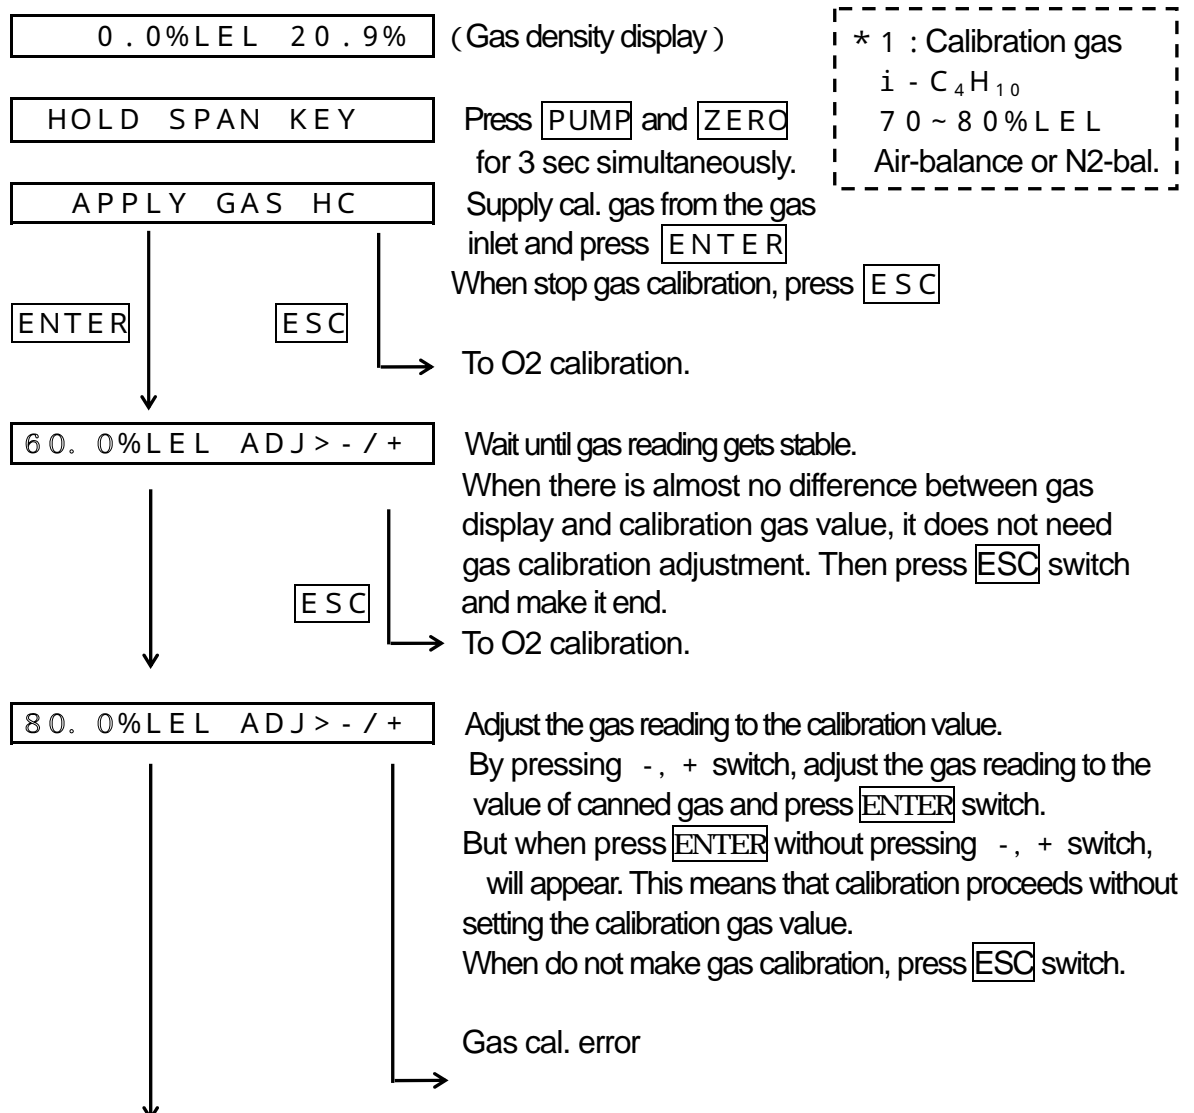 0.0%LEL 20.9%
(Gas density display)
*1 : Calibration gas
i-C4H10
70~80%LEL
Air-balance or N2-bal.
HOLD SPAN KEY
Press PUMP and ZERO
for 3 sec simultaneously.
APPLY GAS HC
Supply cal. gas from the gas
inlet and press ENTER
When stop gas calibration, press ESC
ENTER
ESC
To O2 calibration.
60.0%LEL ADJ>-/+
Wait until gas reading gets stable.
When there is almost no difference between gas
display and calibration gas value, it does not need
gas calibration adjustment. Then press ESC switch
and make it end.
ESC
To O2 calibration.
80.0%LEL ADJ>-/+
Adjust the gas reading to the calibration value.
By pressing -, + switch, adjust the gas reading to the
value of canned gas and press ENTER switch.
But when press ENTER without pressing -, + switch,
will appear. This means that calibration proceeds without
setting the calibration gas value.
When do not make gas calibration, press ESC switch.
Gas cal. error